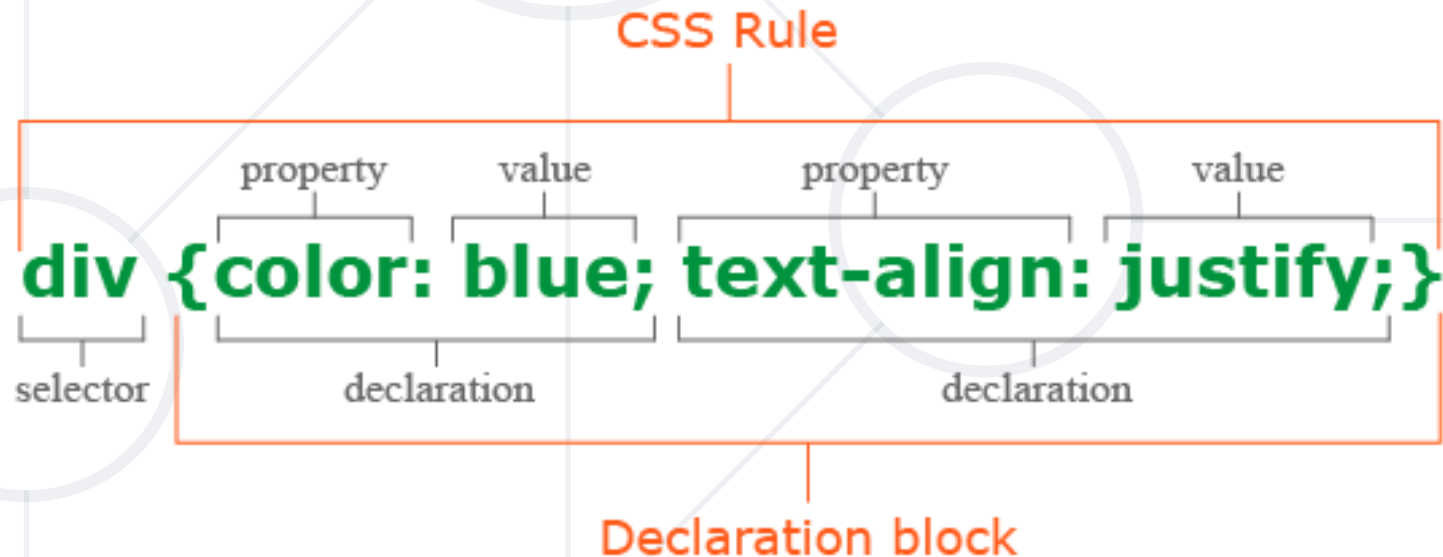 CSS Rule
property value property value
div {color: blue; text-align: justify;}
selector declaration declaration
Declaration block